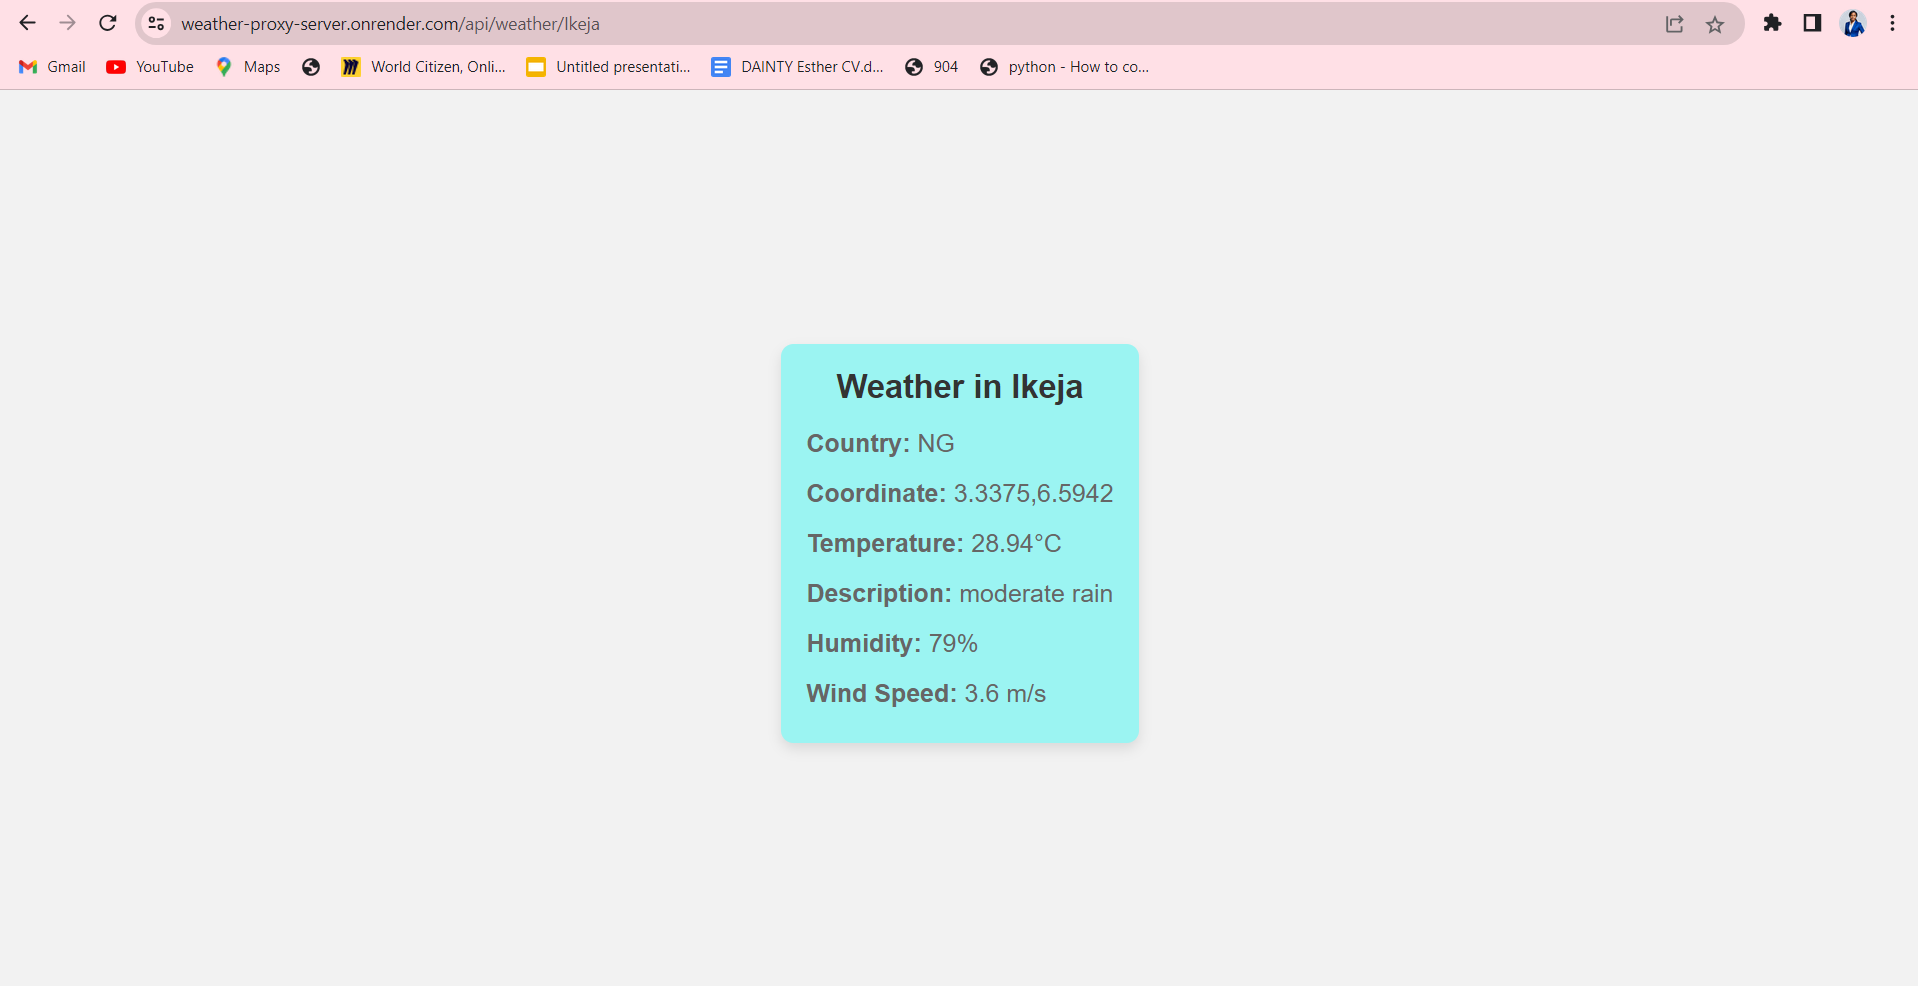 weather-proxy-server.onrender.com/api/weather/Ikeja
Gmail YouTube Maps World Citizen, Onli... Untitled presentati... DAINTY Esther CV.d... 904 python - How to co...
Weather in Ikeja
Country: NG
Coordinate: 3.3375,6.5942
Temperature: 28.94°C
Description: moderate rain
Humidity: 79%
Wind Speed: 3.6 m/s